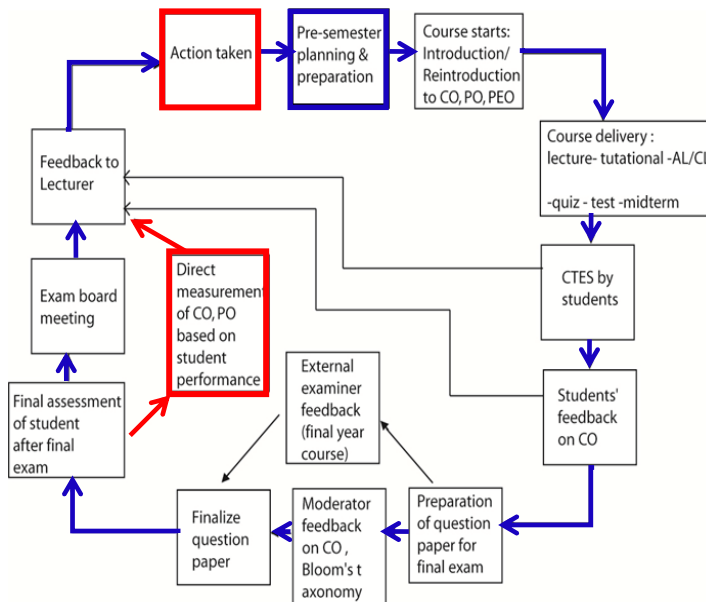 Action taken
Pre-semester
planning &
preparation
Course starts:
Introduction/
Reintroduction
to CO, PO, PEO
Course delivery :
lecture- tutational -AL/CL
-quiz - test -midterm
CTES by
students
Students'
feedback
on CO
Preparation
of question
paper for
final exam
External
examiner
feedback
(final year
course)
Moderator
feedback
on CO ,
Bloom's t
axonomy
Finalize
question
paper
Final assessment
of student
after final
exam
Direct
measurement
of CO, PO
based on
student
performance
Exam board
meeting
Feedback to
Lecturer